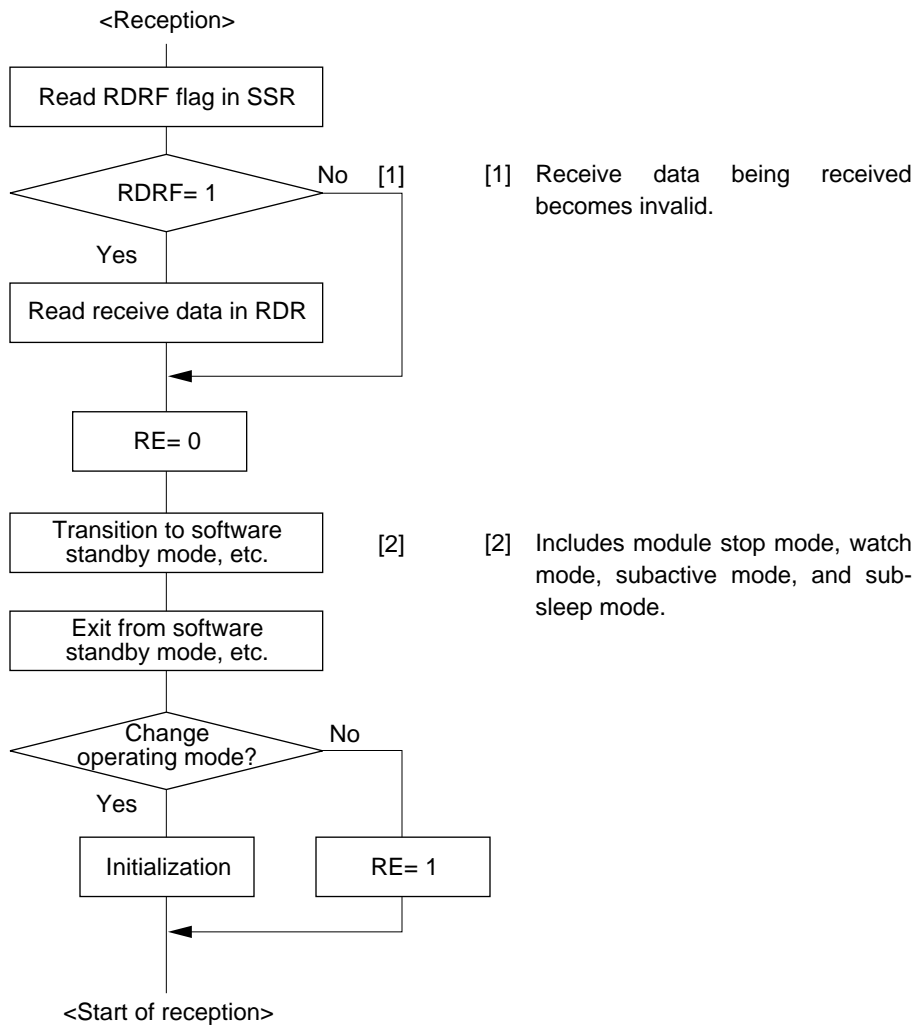 <Reception>
Read RDRF flag in SSR
RDRF= 1
No [1]
[1] Receive data being received
becomes invalid.
Yes
Read receive data in RDR
RE= 0
Transition to software
standby mode, etc.
[2]
[2] Includes module stop mode, watch
mode, subactive mode, and sub-
sleep mode.
Exit from software
standby mode, etc.
Change
operating mode?
No
Yes
Initialization
RE= 1
<Start of reception>